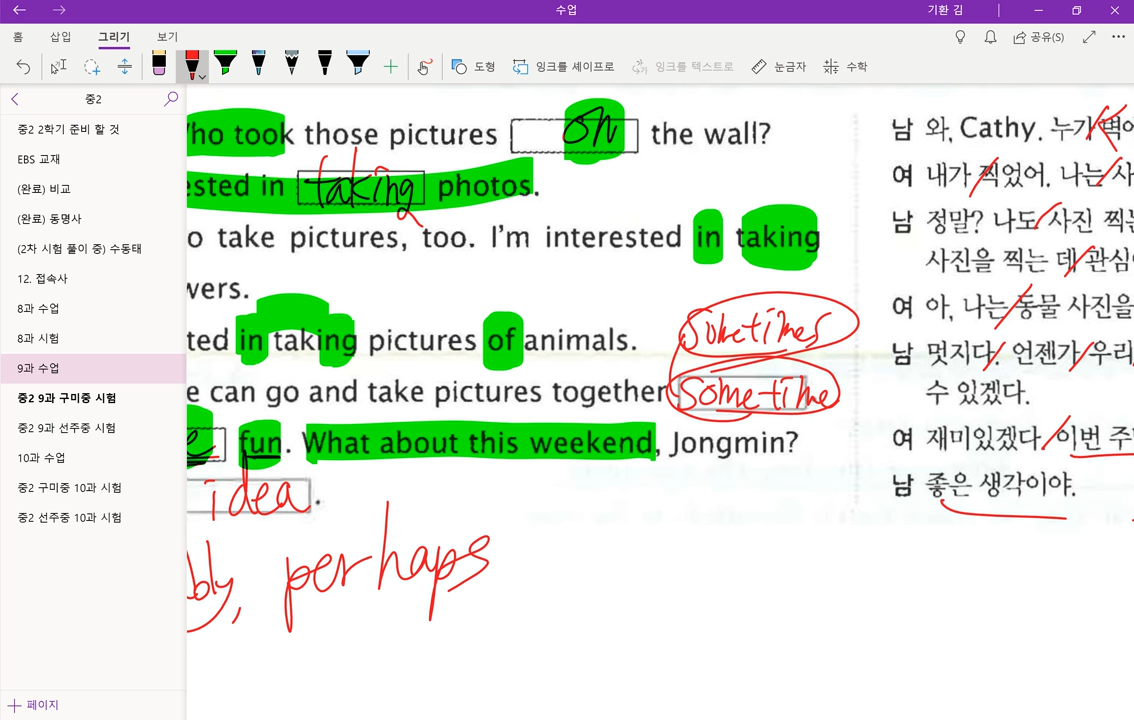 수업
기환 김
홈 삽입 그리기 보기
공유(S)
도형 잉크를 셰이프로 잉크를 텍스트로 눈금자 수학
중2
중2 2학기 준비 할 것
EBS 교재
(완료) 비교
(완료) 동명사
(2차 시험 풀이 중) 수동태
12. 접속사
8과 수업
8과 시험
9과 수업
중2 9과 구미중 시험
중2 9과 선주중 시험
10과 수업
중2 구미중 10과 시험
중2 선주중 10과 시험
페이지
Who took those pictures on the wall?
ested in taking photos.
o take pictures, too. I'm interested in taking
wers.
ted in taking pictures of animals.
sometimes
e can go and take pictures together sometime
e fun. What about this weekend, Jongmin?
idea.
bly, perhaps
남 와, Cathy. 누가 벽에
여 내가 찍었어. 나는 사
남 정말? 나도 사진 찍는
사진을 찍는 데 관심이
여 아, 나는 동물 사진을
남 멋지다. 언젠가 우리
수 있겠다.
여 재미있겠다. 이번 주
남 좋은 생각이야.